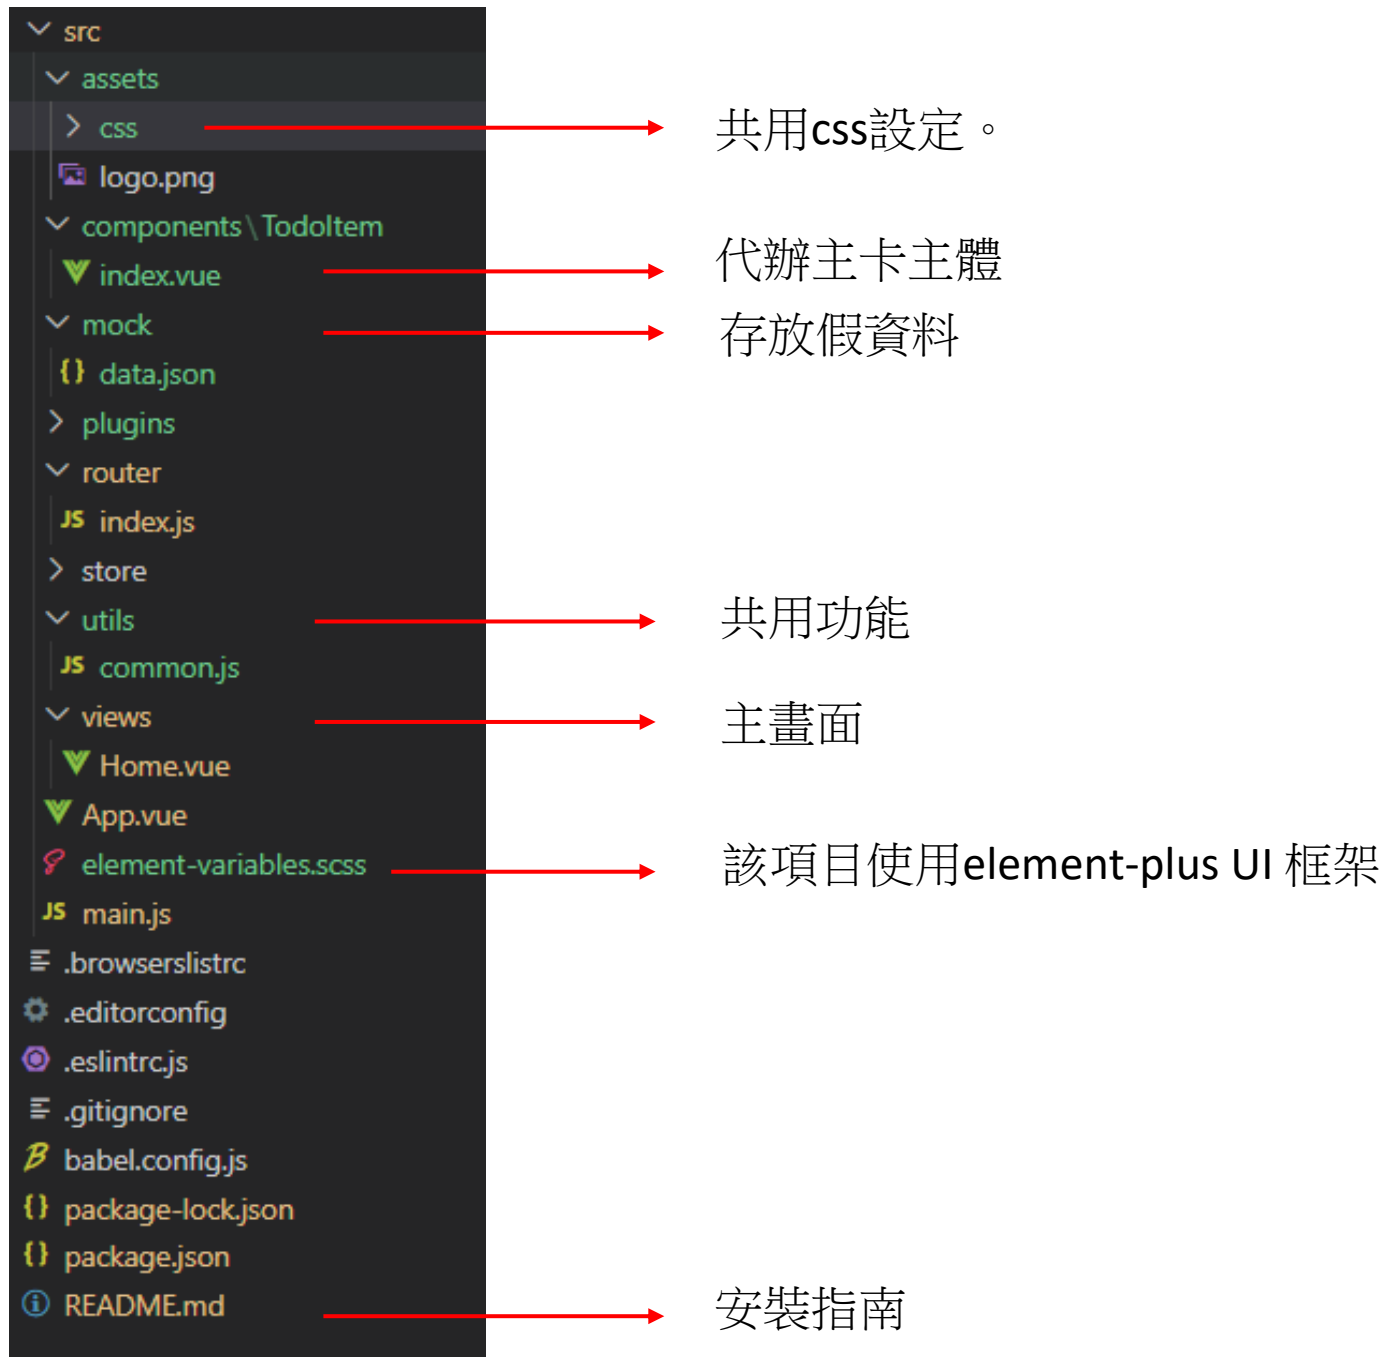 src
assets
css
共用css設定。
logo.png
components\TodoItem
index.vue
代辦主卡主體
mock
存放假資料
{} data.json
plugins
router
JS index.js
store
utils
共用功能
JS common.js
views
主畫面
Home.vue
App.vue
element-variables.scss
該項目使用element-plus UI 框架
JS main.js
.browserslistrc
.editorconfig
.eslintrc.js
.gitignore
babel.config.js
{} package-lock.json
{} package.json
README.md
安裝指南